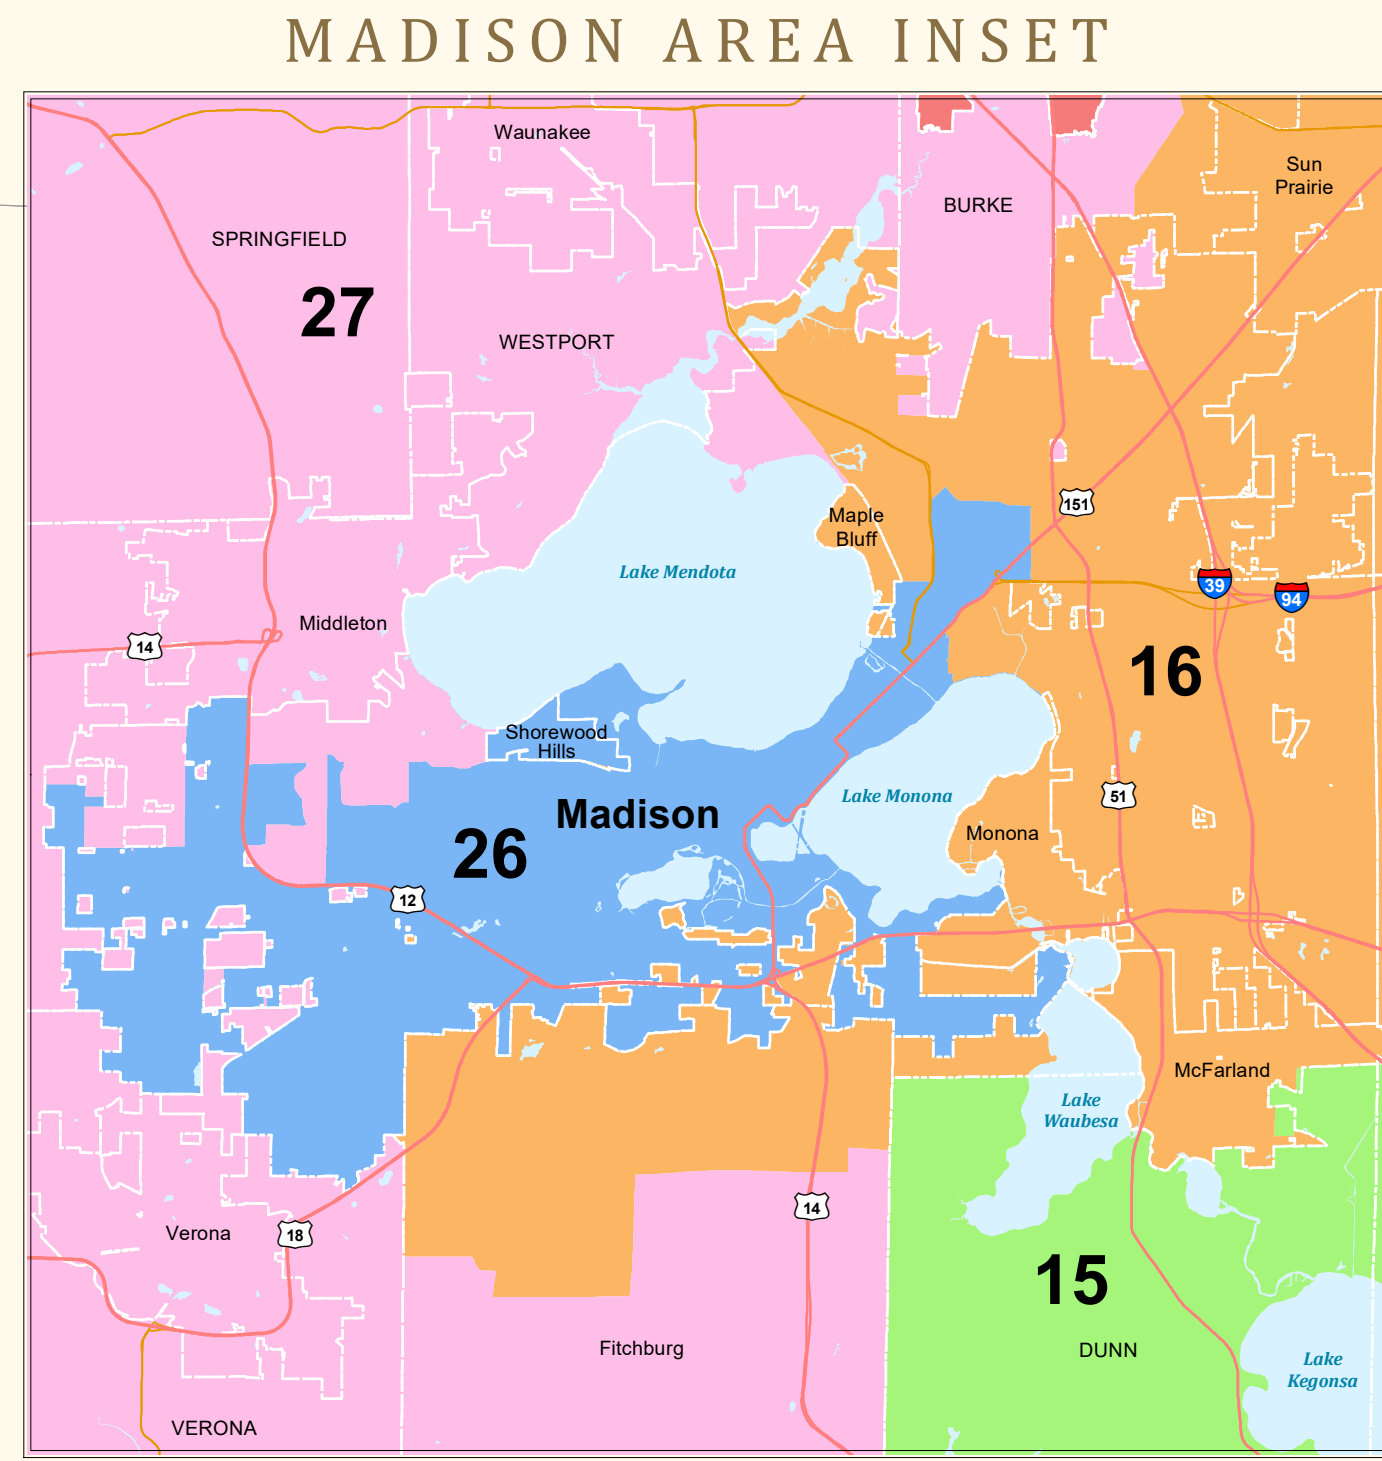 MADISON AREA INSET
Waunakee
Sun
Prairie
BURKE
SPRINGFIELD
27
WESTPORT
151
Maple
Bluff
Lake Mendota
39
94
Middleton
14
16
Shorewood
Hills
Lake Monona
51
Madison
Monona
26
12
McFarland
Lake
Waubesa
14
Verona
18
15
Fitchburg
DUNN
Lake
Kegonsa
VERONA